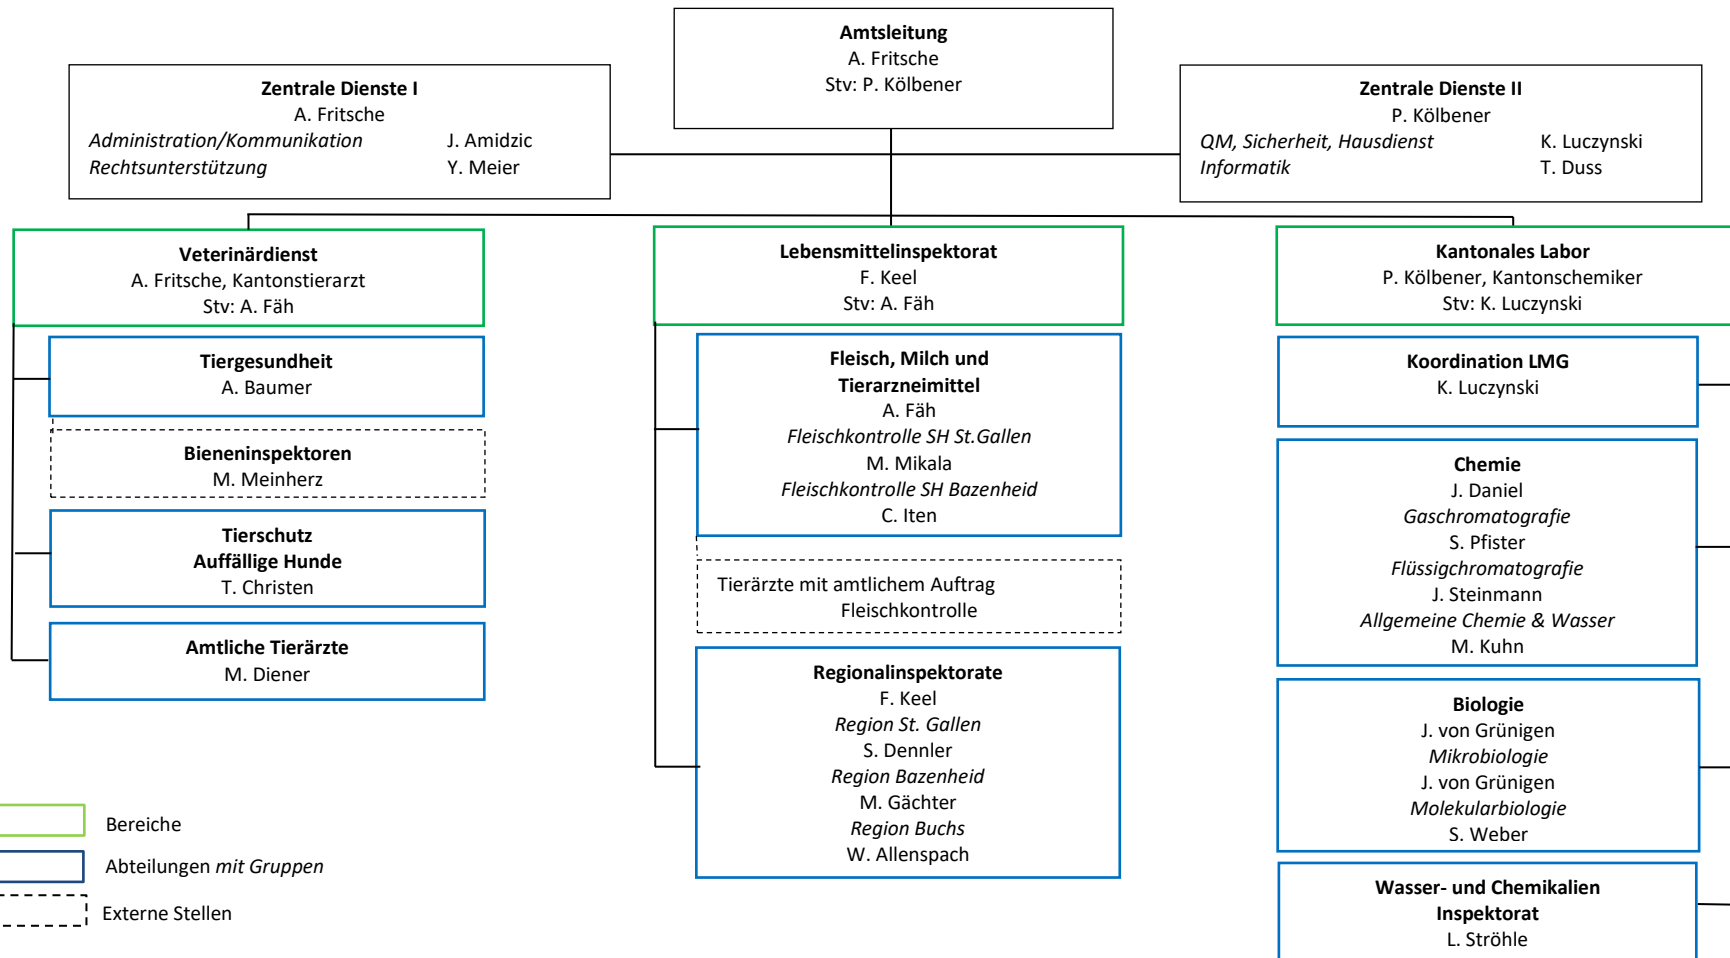 Amtsleitung
A. Fritsche
Stv: P. Kölbener
Zentrale Dienste I
A. Fritsche
Administration/Kommunikation J. Amidzic
Rechtsunterstützung Y. Meier
Zentrale Dienste II
P. Kölbener
QM, Sicherheit, Hausdienst K. Luczynski
Informatik T. Duss
Veterinärdienst
A. Fritsche, Kantonstierarzt
Stv: A. Fäh
Tiergesundheit
A. Baumer
Bieneninspektoren
M. Meinherz
Tierschutz
Auffällige Hunde
T. Christen
Amtliche Tierärzte
M. Diener
Lebensmittelinspektorat
F. Keel
Stv: A. Fäh
Fleisch, Milch und
Tierarzneimittel
A. Fäh
Fleischkontrolle SH St.Gallen
M. Mikala
Fleischkontrolle SH Bazenheid
C. Iten
Tierärzte mit amtlichem Auftrag
Fleischkontrolle
Regionalinspektorate
F. Keel
Region St. Gallen
S. Dennler
Region Bazenheid
M. Gächter
Region Buchs
W. Allenspach
Kantonales Labor
P. Kölbener, Kantonschemiker
Stv: K. Luczynski
Koordination LMG
K. Luczynski
Chemie
J. Daniel
Gaschromatografie
S. Pfister
Flüssigchromatografie
J. Steinmann
Allgemeine Chemie & Wasser
M. Kuhn
Biologie
J. von Grünigen
Mikrobiologie
J. von Grünigen
Molekularbiologie
S. Weber
Wasser- und Chemikalien
Inspektorat
L. Ströhle
Bereiche
Abteilungen mit Gruppen
Externe Stellen